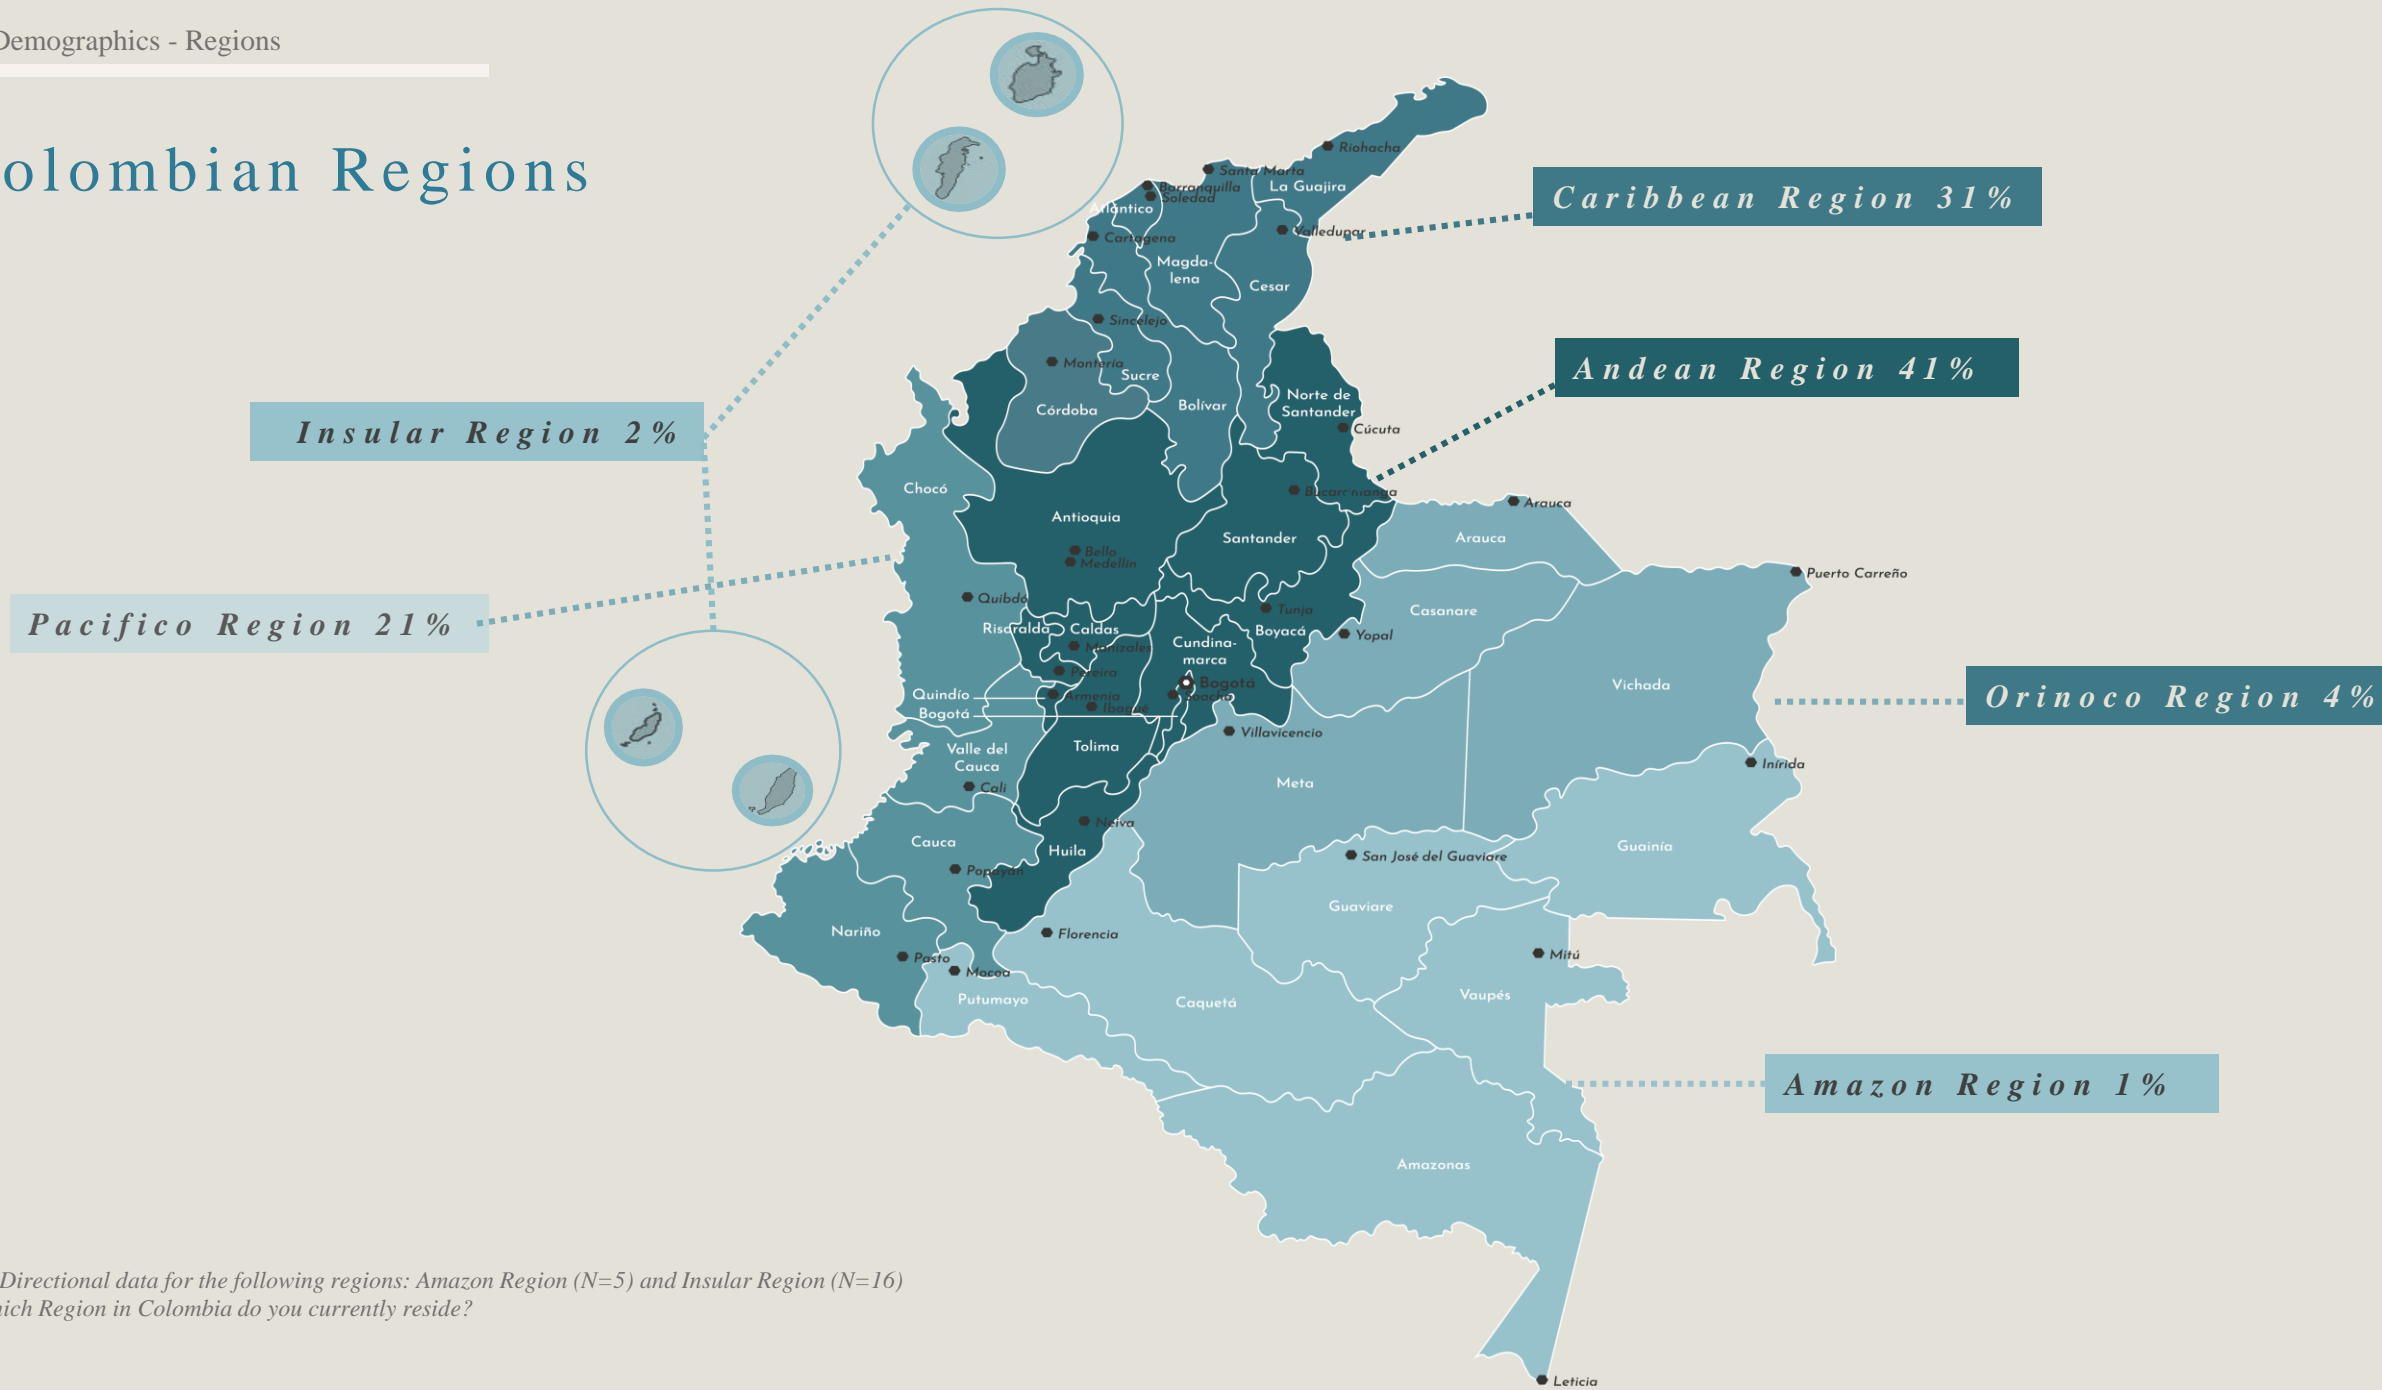 Demographics - Regions
olombian Regions
Riohacha
Santa Marta
Barranquilla
La Guajira
Soledad
Atlántico
Caribbean Region 31%
Valledupar
Cartagena
Magda-
lena
Cesar
Sincelejo
Montería
Sucre
Andean Region 41%
Norte de
Santander
Córdoba
Bolívar
Cúcuta
Insular Region 2%
Chocó
Bucaramanga
Arauca
Antioquia
Santander
Arauca
Bello
Medellín
Puerto Carreño
Quibdó
Tunja
Casanare
Pacifico Region 21%
Risaralda
Caldas
Boyacá
Yopal
Cundina-
marca
Manizales
Pereira
Bogotá
Vichada
Quindío
Armenia
Soacha
Orinoco Region 4%
Ibagué
Bogotá
Villavicencio
Valle del
Cauca
Tolima
Inírida
Meta
Cali
Neiva
Cauca
Huila
Guainía
San José del Guaviare
Popayán
Guaviare
Nariño
Florencia
Pasto
Mitú
Mocoa
Putumayo
Caquetá
Vaupés
Amazon Region 1%
Amazonas
Directional data for the following regions: Amazon Region (N=5) and Insular Region (N=16)
hich Region in Colombia do you currently reside?
Leticia